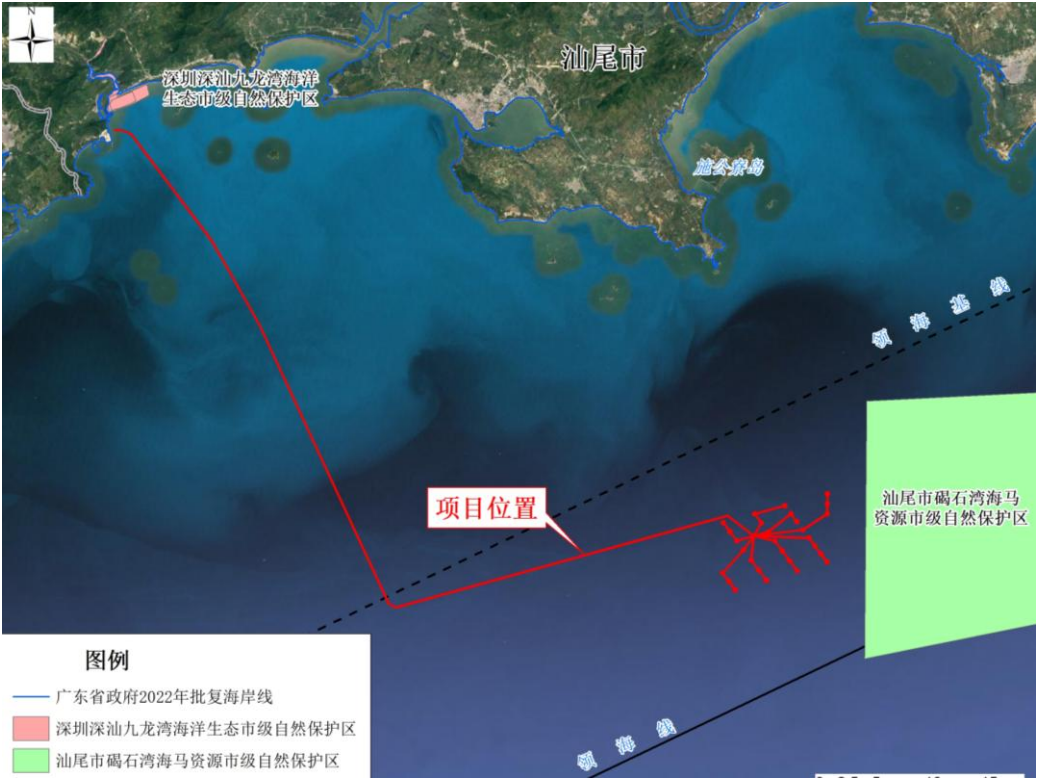 N
深圳深汕九龙湾海洋
生态市级自然保护区
汕尾市
施公寮岛
领海基线
项目位置
汕尾市碣石湾海马
资源市级自然保护区
领海线
图例
广东省政府2022年批复海岸线
深圳深汕九龙湾海洋生态市级自然保护区
汕尾市碣石湾海马资源市级自然保护区